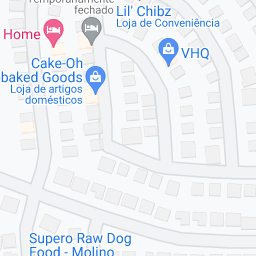 Temporariamente
fechado
Home
Lil' Chibz
Loja de Conveniência
VHQ
Cake-Oh
baked Goods
Loja de artigos
domésticos
Supero Raw Dog
Food - Molino